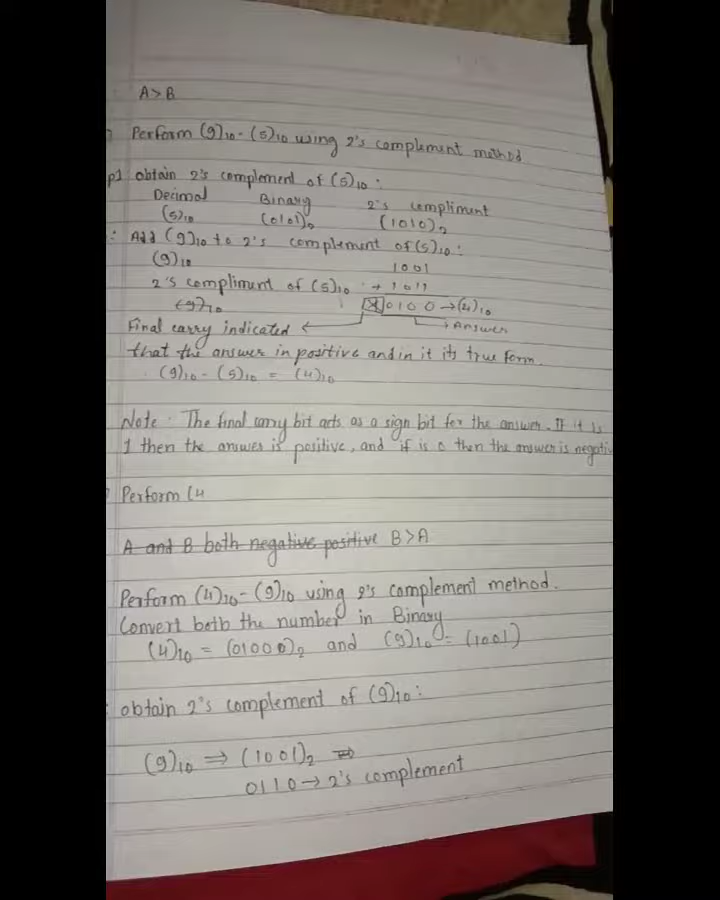 A>B
Perform (9)10 - (5)10 using 2's complement method
p1 obtain 2's complement of (5)10 :
Decimal Binary 2's compliment
(5)10 (0101)2 (1010)2
: Add (9)10 to 2's complement of (5)10 :
(9)10 1001
2's compliment of (5)10 + 1011
(9)10 0100 → (4)10
Final carry indicated ← → Answer
that the answer in positive and in it its true form.
(9)10 - (5)10 = (4)10
Note : The final carry bit acts as a sign bit for the answer. If it is
1 then the answer is positive, and if is 0 then the answer is negativ
Perform (4
A and B both negative positive B>A
Perform (4)10 - (9)10 using 2's complement method.
Convert both the number in Binary
(4)10 = (01000)2 and (9)10 = (1001)
: obtain 2's complement of (9)10 :
(9)10 ⇒ (1001)2 ⇒
0110 → 2's complement